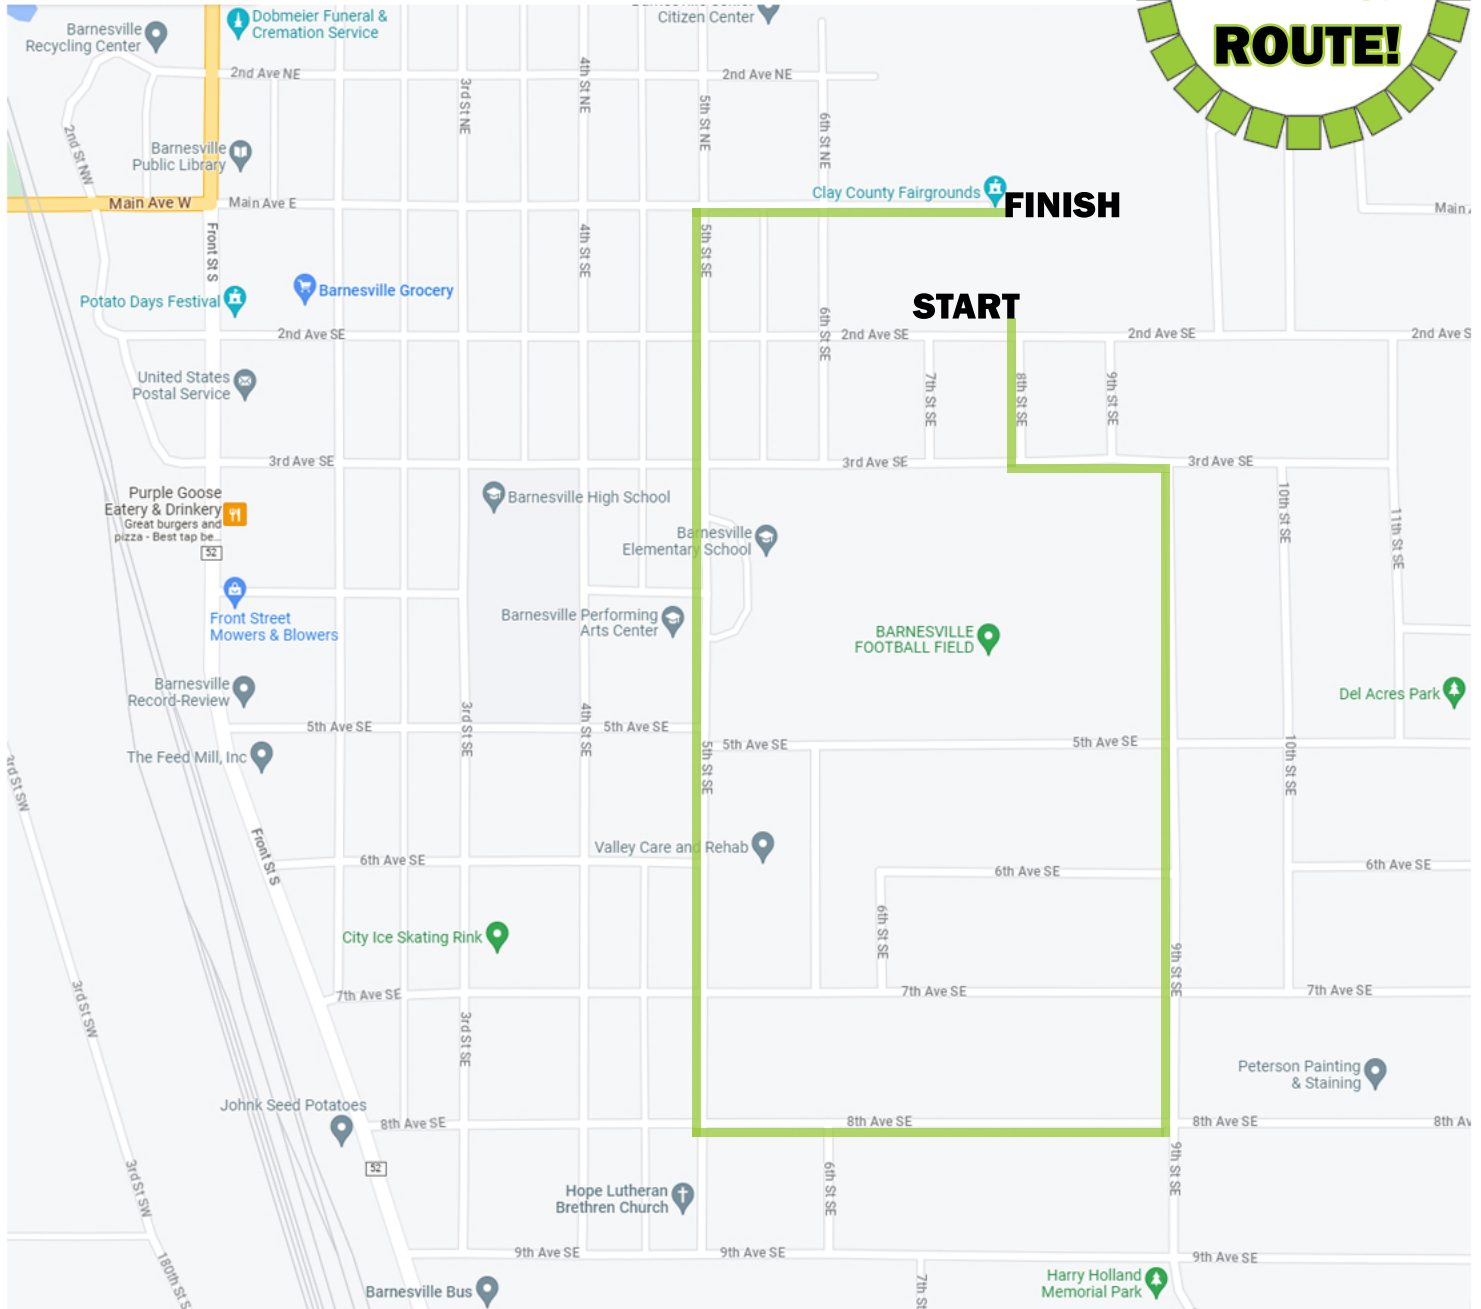 Citizen Center
Dobmeier Funeral &
Cremation Service
Barnesville
Recycling Center
ROUTE!
2nd Ave NE
2nd Ave NE
3rd St NE
4th St NE
5th St NE
6th St NE
2nd St NW
Barnesville
Public Library
Main Ave W
Main Ave E
Clay County Fairgrounds
FINISH
Main
Front St S
4th St SE
5th St SE
Potato Days Festival
Barnesville Grocery
START
6th St SE
2nd Ave SE
2nd Ave SE
2nd Ave SE
2nd Ave S
United States
Postal Service
7th St SE
8th St SE
9th St SE
3rd Ave SE
3rd Ave SE
3rd Ave SE
Purple Goose
Eatery & Drinkery
Great burgers and
pizza - Best tap be...
52
Barnesville High School
10th St SE
11th St SE
Barnesville
Elementary School
Front Street
Mowers & Blowers
Barnesville Performing
Arts Center
BARNESVILLE
FOOTBALL FIELD
Barnesville
Record-Review
Del Acres Park
3rd St SE
4th St SE
5th Ave SE
5th Ave SE
5th Ave SE
5th Ave SE
5th St SE
10th St SE
The Feed Mill, Inc
3rd St SW
Front St S
6th Ave SE
Valley Care and Rehab
6th Ave SE
6th Ave SE
City Ice Skating Rink
6th St SE
9th St SE
7th Ave SE
7th Ave SE
7th Ave SE
3rd St SW
3rd St SE
Peterson Painting
& Staining
Johnk Seed Potatoes
8th Ave SE
8th Ave SE
8th Ave SE
8th Av
52
3rd St SW
Hope Lutheran
Brethren Church
6th St SE
9th St SE
9th Ave SE
9th Ave SE
9th Ave SE
180th St S
Barnesville Bus
7th St
Harry Holland
Memorial Park